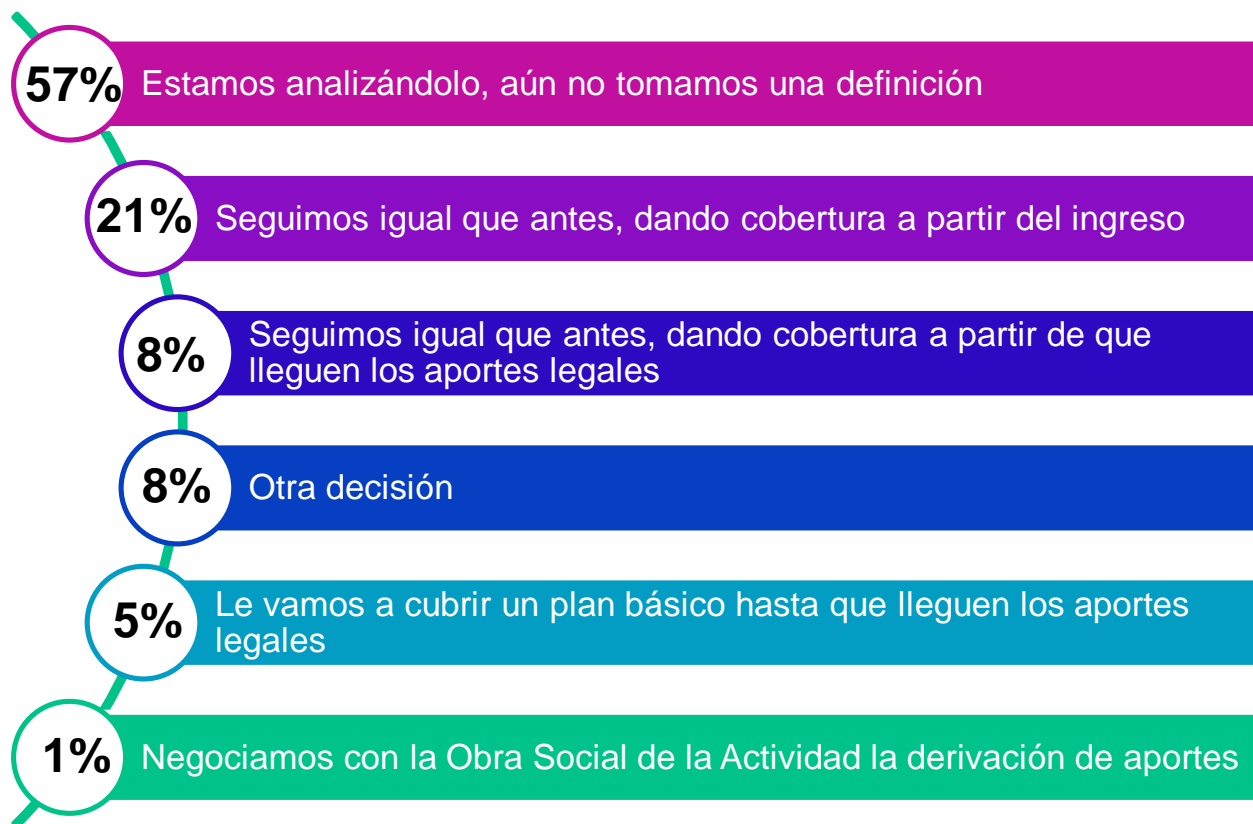 57% Estamos analizándolo, aún no tomamos una definición
21% Seguimos igual que antes, dando cobertura a partir del ingreso
8% Seguimos igual que antes, dando cobertura a partir de que
lleguen los aportes legales
8% Otra decisión
5% Le vamos a cubrir un plan básico hasta que lleguen los aportes
legales
1% Negociamos con la Obra Social de la Actividad la derivación de aportes